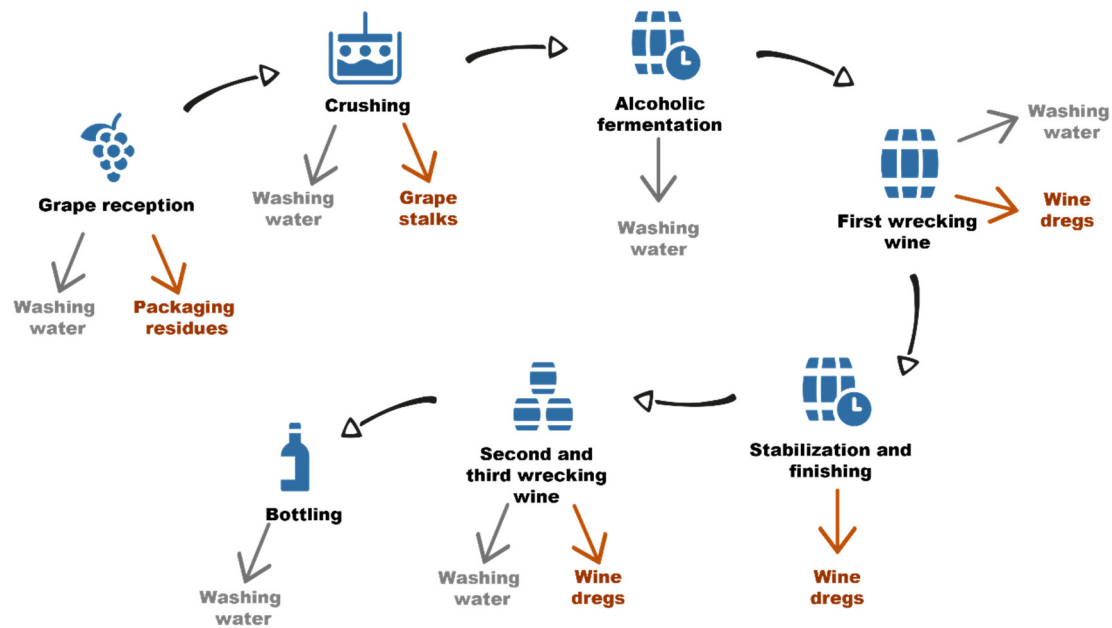 Crushing
Alcoholic
fermentation
Washing
water
Grape reception
Washing
water
Grape
stalks
Wine
dregs
First wrecking
wine
Washing
water
Washing
water
Packaging
residues
Second and
third wrecking
wine
Stabilization and
finishing
Bottling
Washing
water
Wine
dregs
Wine
dregs
Washing
water